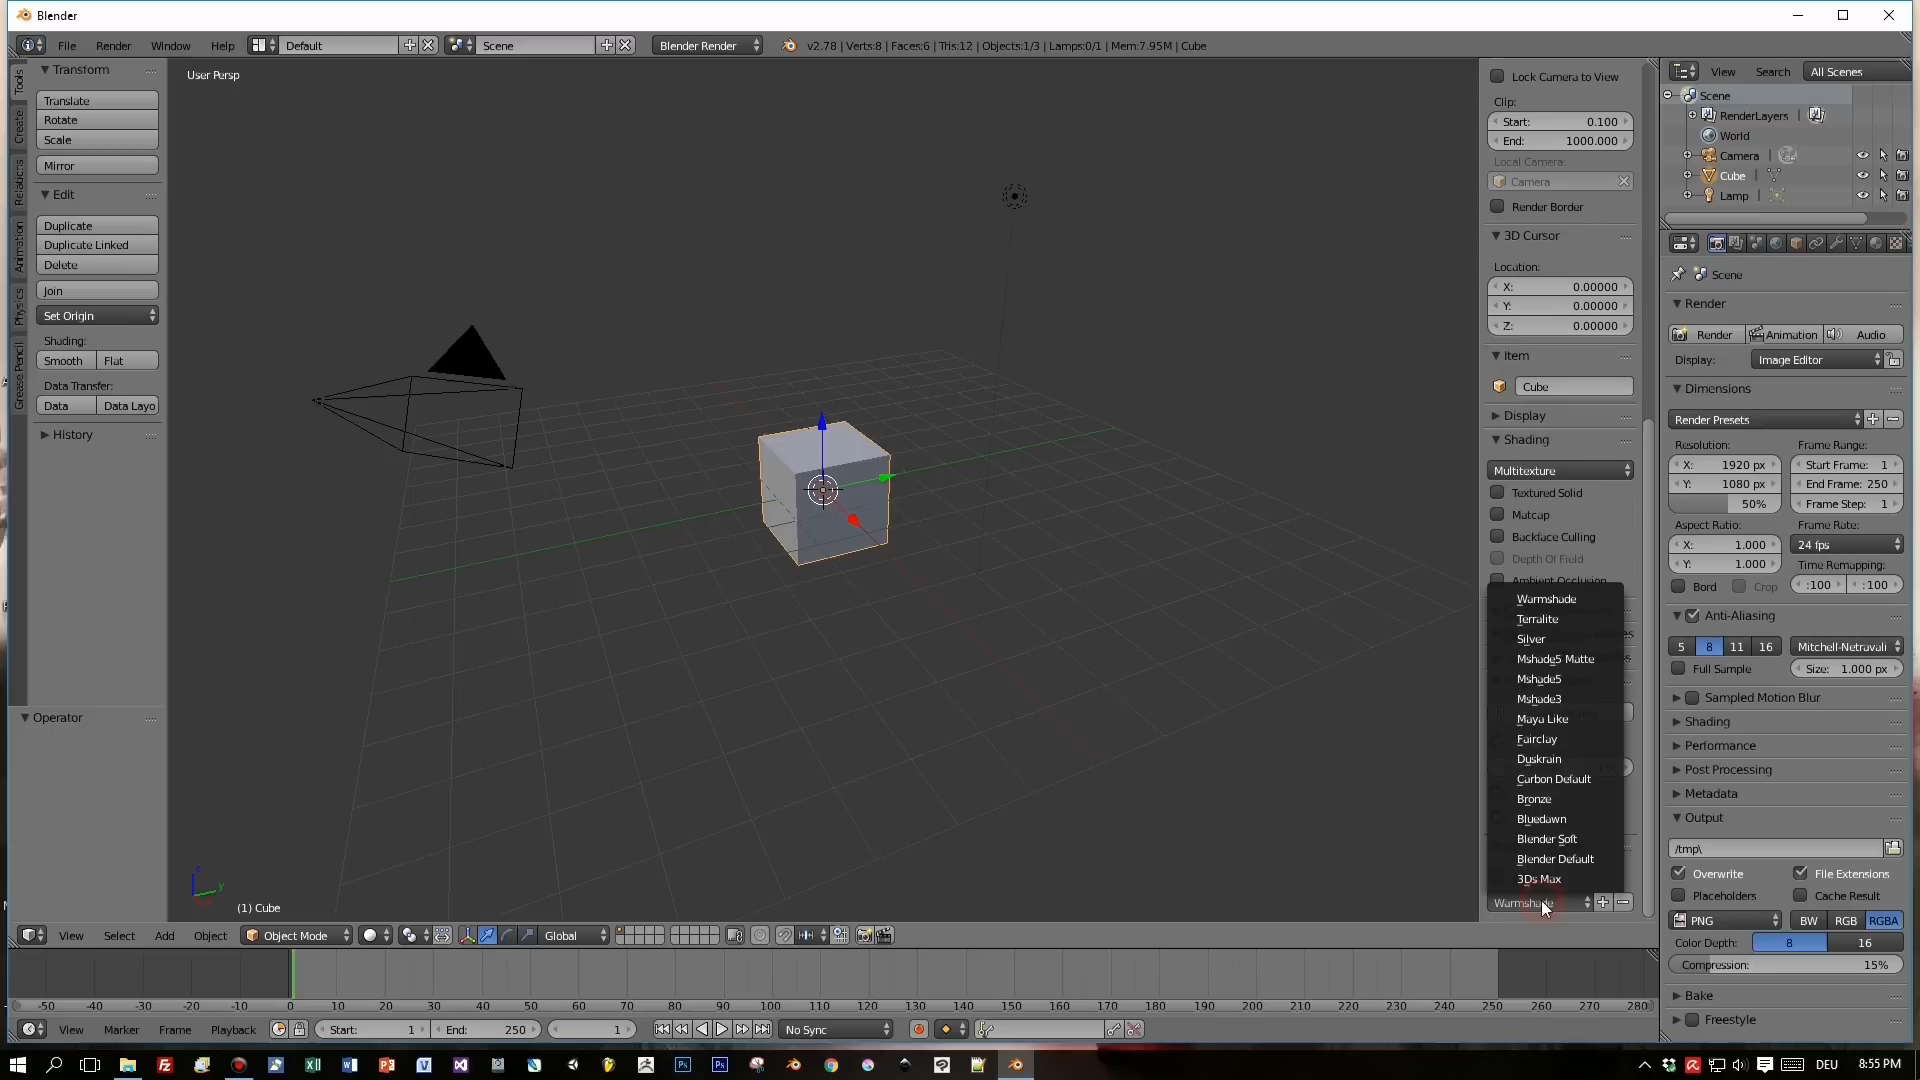 Blender
File Render Window Help Default Scene Blender Render v2.78 | Verts:8 | Faces:6 | Tris:12 | Objects:1/3 | Lamps:0/1 | Mem:7.95M | Cube
Tools
Create
Relations
Animation
Physics
Grease Pencil
Transform
Translate
Rotate
Scale
Mirror
Edit
Duplicate
Duplicate Linked
Delete
Join
Set Origin
Shading:
Smooth Flat
Data Transfer:
Data Data Layo
History
Operator
User Persp
(1) Cube
Lock Camera to View
Clip:
Start: 0.100
End: 1000.000
Local Camera:
Camera
Render Border
3D Cursor
Location:
X: 0.00000
Y: 0.00000
Z: 0.00000
Item
Cube
Display
Shading
Multitexture
Textured Solid
Matcap
Backface Culling
Depth Of Field
Ambient Occlusion
Warmshade
Terralite
Silver
Mshade5 Matte
Mshade5
Mshade3
Maya Like
Fairclay
Duskrain
Carbon Default
Bronze
Bluedawn
Blender Soft
Blender Default
3Ds Max
Warmshade
View Search All Scenes
Scene
RenderLayers
World
Camera
Cube
Lamp
Scene
Render
Render Animation Audio
Display: Image Editor
Dimensions
Render Presets
Resolution: Frame Range:
X: 1920 px Start Frame: 1
Y: 1080 px End Frame: 250
50% Frame Step: 1
Aspect Ratio: Frame Rate:
X: 1.000 24 fps
Y: 1.000 Time Remapping:
Bord Crop :100 :100
Anti-Aliasing
5 8 11 16 Mitchell-Netravali
Full Sample Size: 1.000 px
Sampled Motion Blur
Shading
Performance
Post Processing
Metadata
Output
/tmp\
Overwrite File Extensions
Placeholders Cache Result
PNG BW RGB RGBA
Color Depth: 8 16
Compression: 15%
Bake
Freestyle
View Select Add Object Object Mode Global
-50 -40 -30 -20 -10 0 10 20 30 40 50 60 70 80 90 100 110 120 130 140 150 160 170 180 190 200 210 220 230 240 250 260 270 280
View Marker Frame Playback Start: 1 End: 250 1 No Sync
DEU 8:55 PM